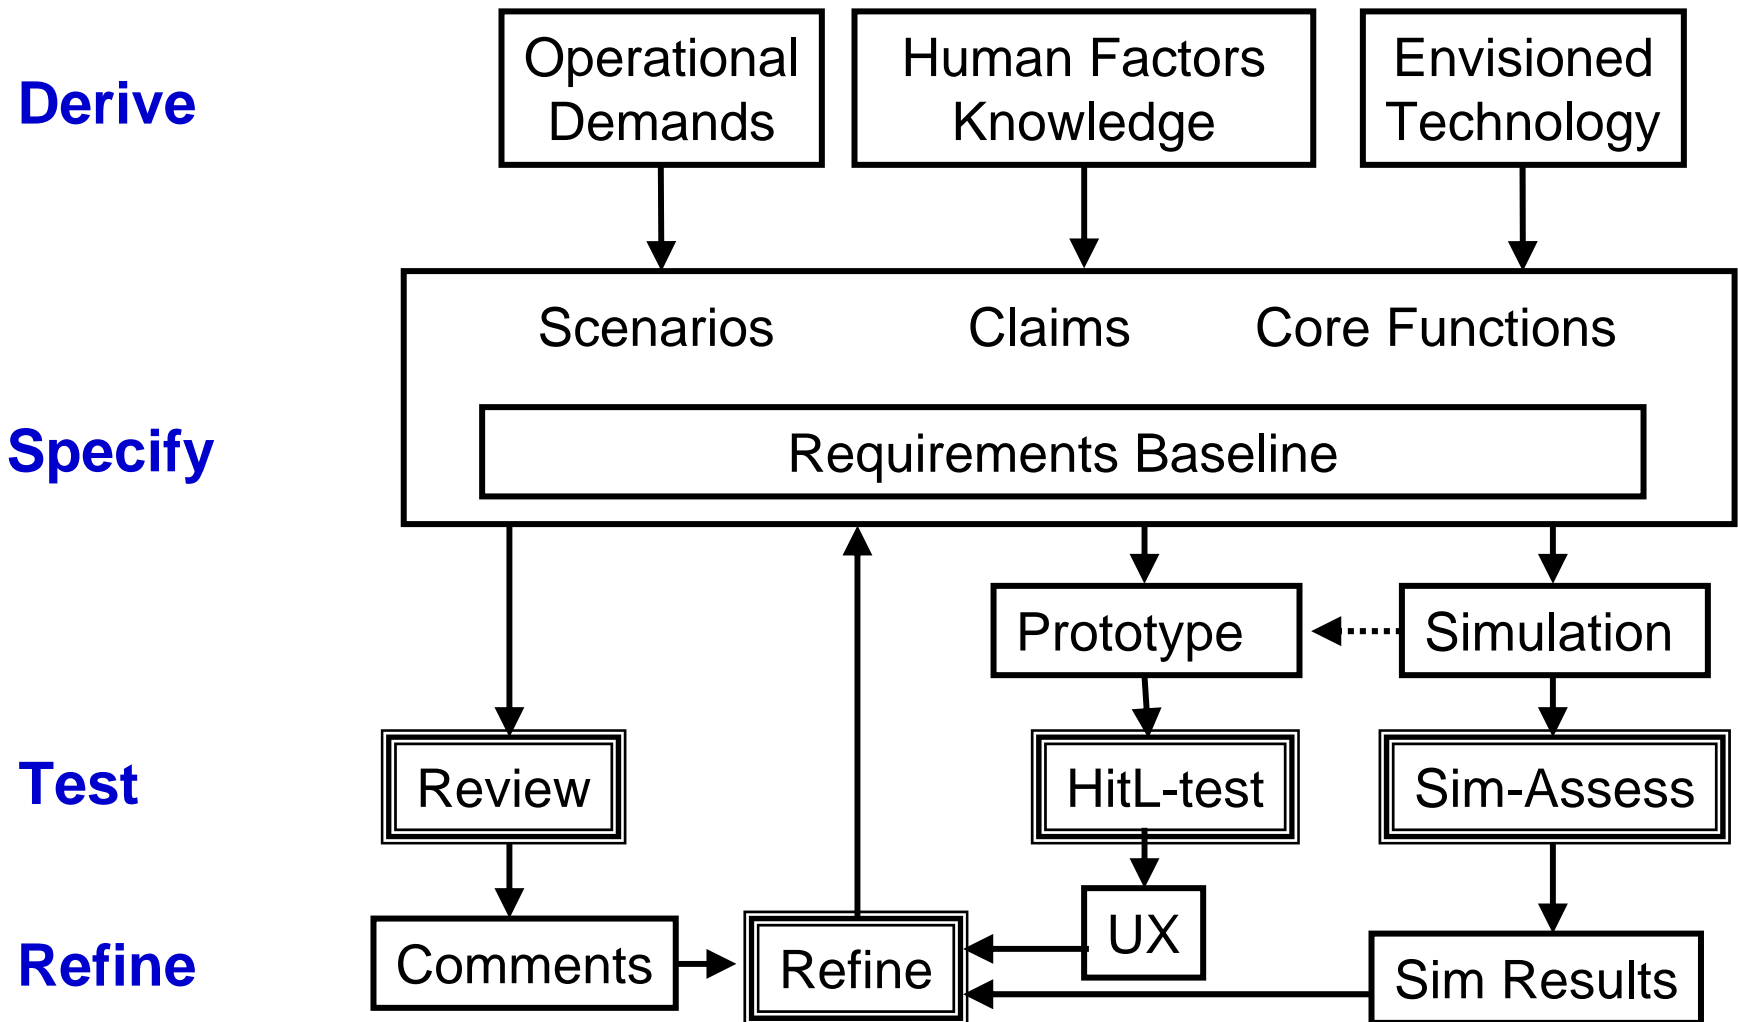 Derive
Operational
Demands
Human Factors
Knowledge
Envisioned
Technology
Scenarios
Claims
Core Functions
Specify
Requirements Baseline
Prototype
Simulation
Test
Review
HitL-test
Sim-Assess
Refine
Comments
Refine
UX
Sim Results